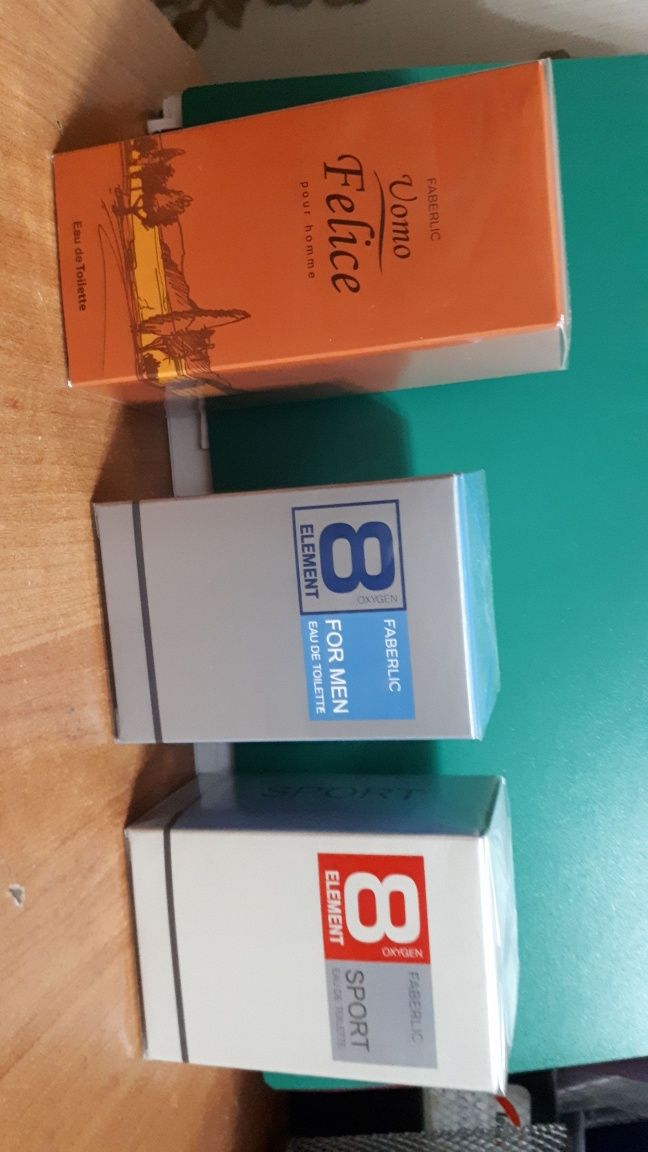 FABERLIC
Uomo
Felice
pour homme
Eau de Toilette
8
OXYGEN
ELEMENT
FABERLIC
FOR MEN
EAU DE TOILETTE
SPORT
8
OXYGEN
ELEMENT
FABERLIC
SPORT
EAU DE TOILETTE